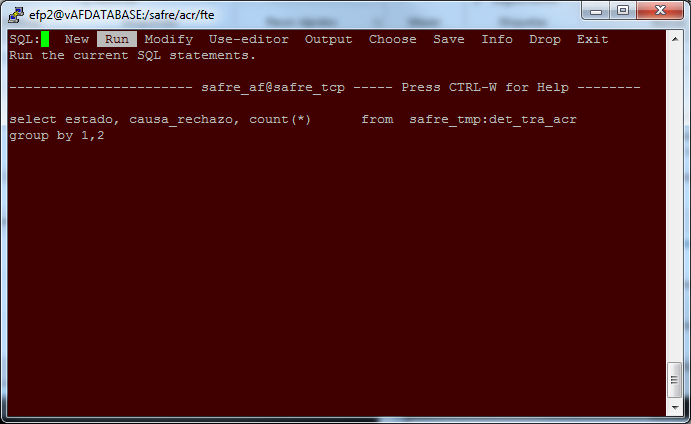 efp2@vAFDATABASE:/safre/acr/fte
SQL:  New  Run  Modify  Use-editor  Output  Choose  Save  Info  Drop  Exit
Run the current SQL statements.
----------------------- safre_af@safre_tcp ----- Press CTRL-W for Help --------
select estado, causa_rechazo, count(*)      from  safre_tmp:det_tra_acr
group by 1,2